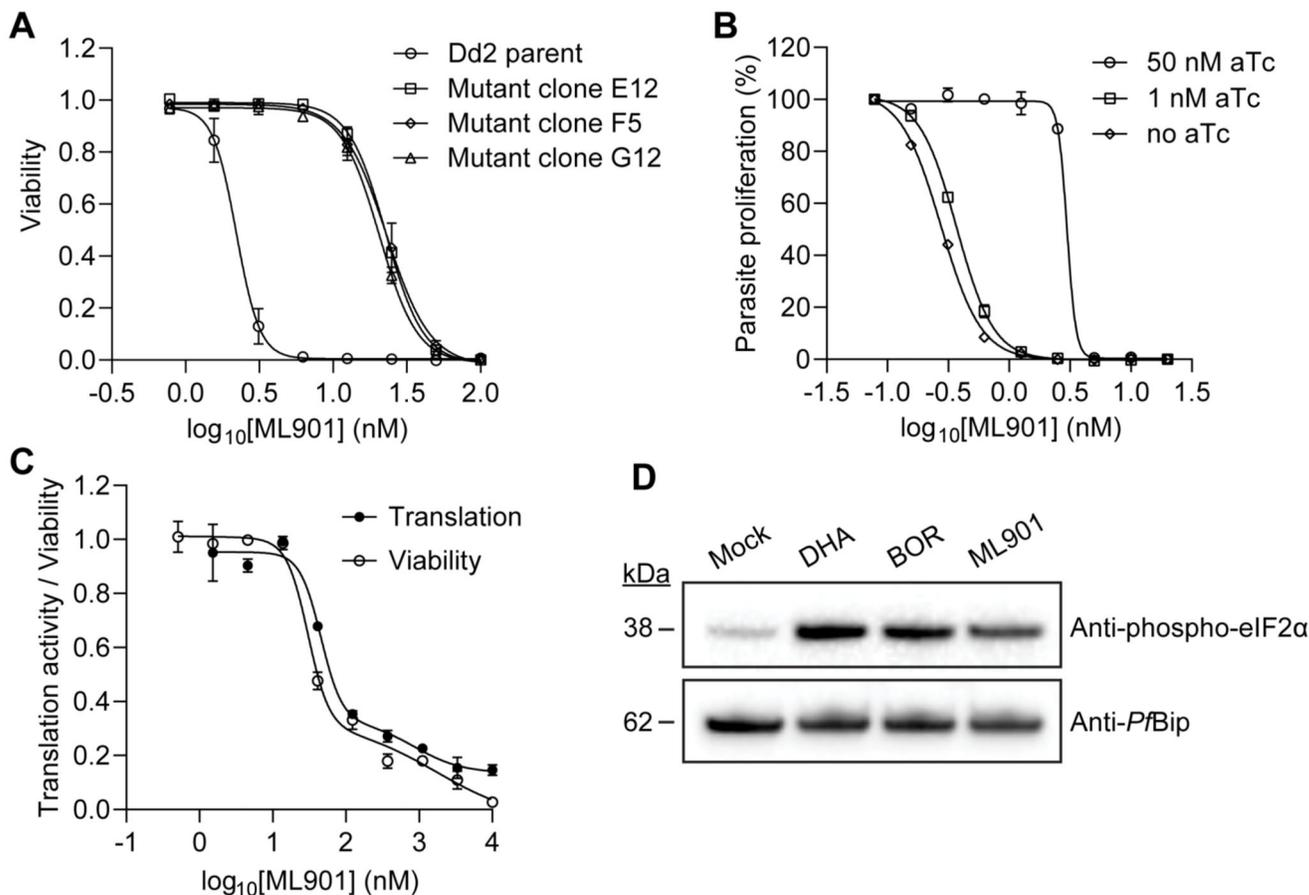 A
1.2
1.0
0.8
0.6
0.4
0.2
0.0
Viability
-0.5 0.0 0.5 1.0 1.5 2.0
log10[ML901] (nM)
Dd2 parent
Mutant clone E12
Mutant clone F5
Mutant clone G12
B
120
100
80
60
40
20
0
Parasite proliferation (%)
-1.5 -1.0 -0.5 0.0 0.5 1.0 1.5
log10[ML901] (nM)
50 nM aTc
1 nM aTc
no aTc
C
1.2
1.0
0.8
0.6
0.4
0.2
0.0
Translation activity / Viability
-1 0 1 2 3 4
log10[ML901] (nM)
Translation
Viability
D
Mock DHA BOR ML901
kDa
38
Anti-phospho-eIF2α
62
Anti-PfBip